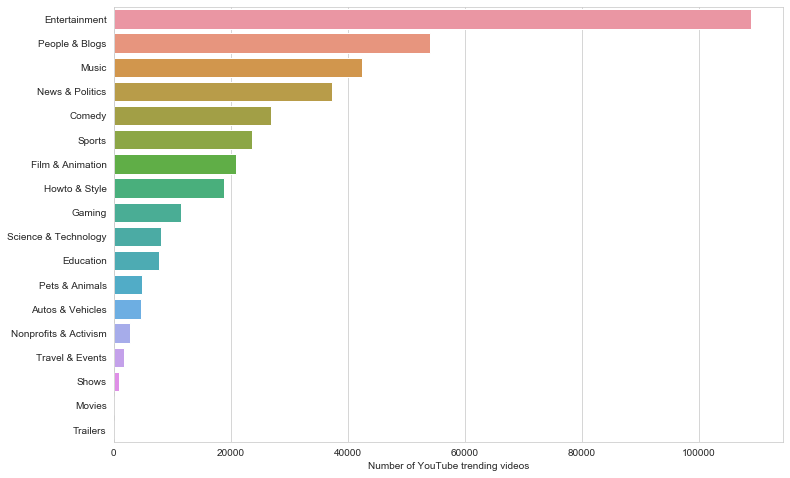 Entertainment
People & Blogs
Music
News & Politics
Comedy
Sports
Film & Animation
Howto & Style
Gaming
Science & Technology
Education
Pets & Animals
Autos & Vehicles
Nonprofits & Activism
Travel & Events
Shows
Movies
Trailers
0 20000 40000 60000 80000 100000
Number of YouTube trending videos